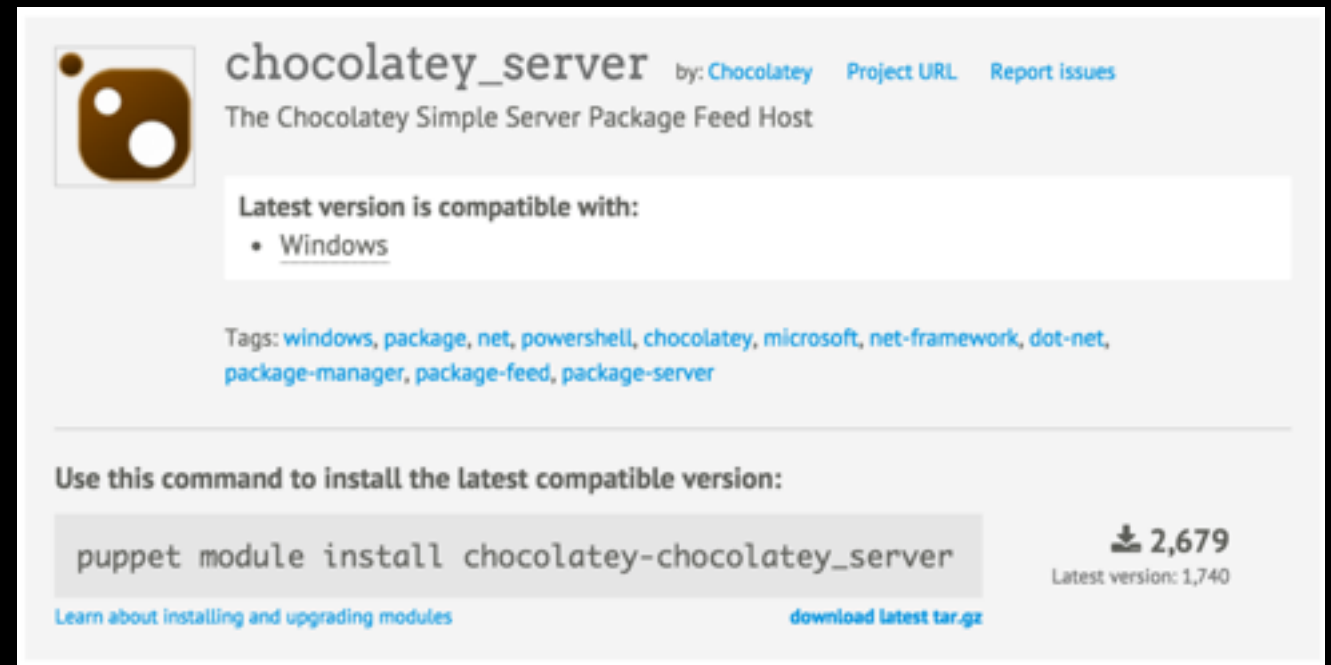 chocolatey_server by: Chocolatey Project URL Report issues
The Chocolatey Simple Server Package Feed Host
Latest version is compatible with:
• Windows
Tags: windows, package, net, powershell, chocolatey, microsoft, net-framework, dot-net,
package-manager, package-feed, package-server
Use this command to install the latest compatible version:
puppet module install chocolatey-chocolatey_server
2,679
Latest version: 1,740
Learn about installing and upgrading modules
download latest tar.gz